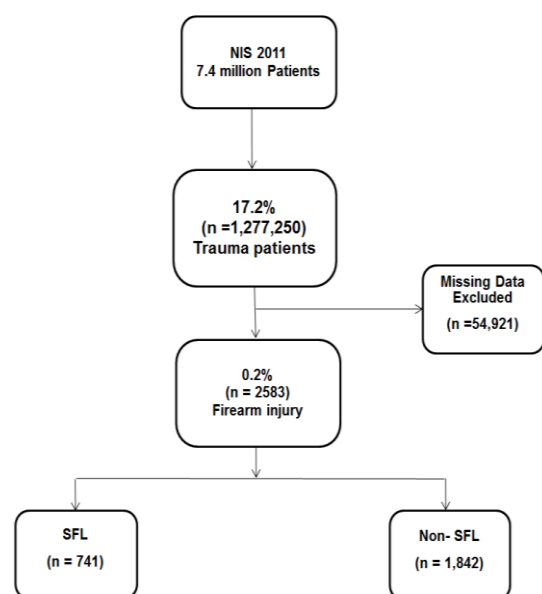 NIS 2011
7.4 million Patients
17.2%
(n =1,277,250)
Trauma patients
Missing Data
Excluded
(n =54,921)
0.2%
(n = 2583)
Firearm injury
SFL
(n = 741)
Non- SFL
(n = 1,842)